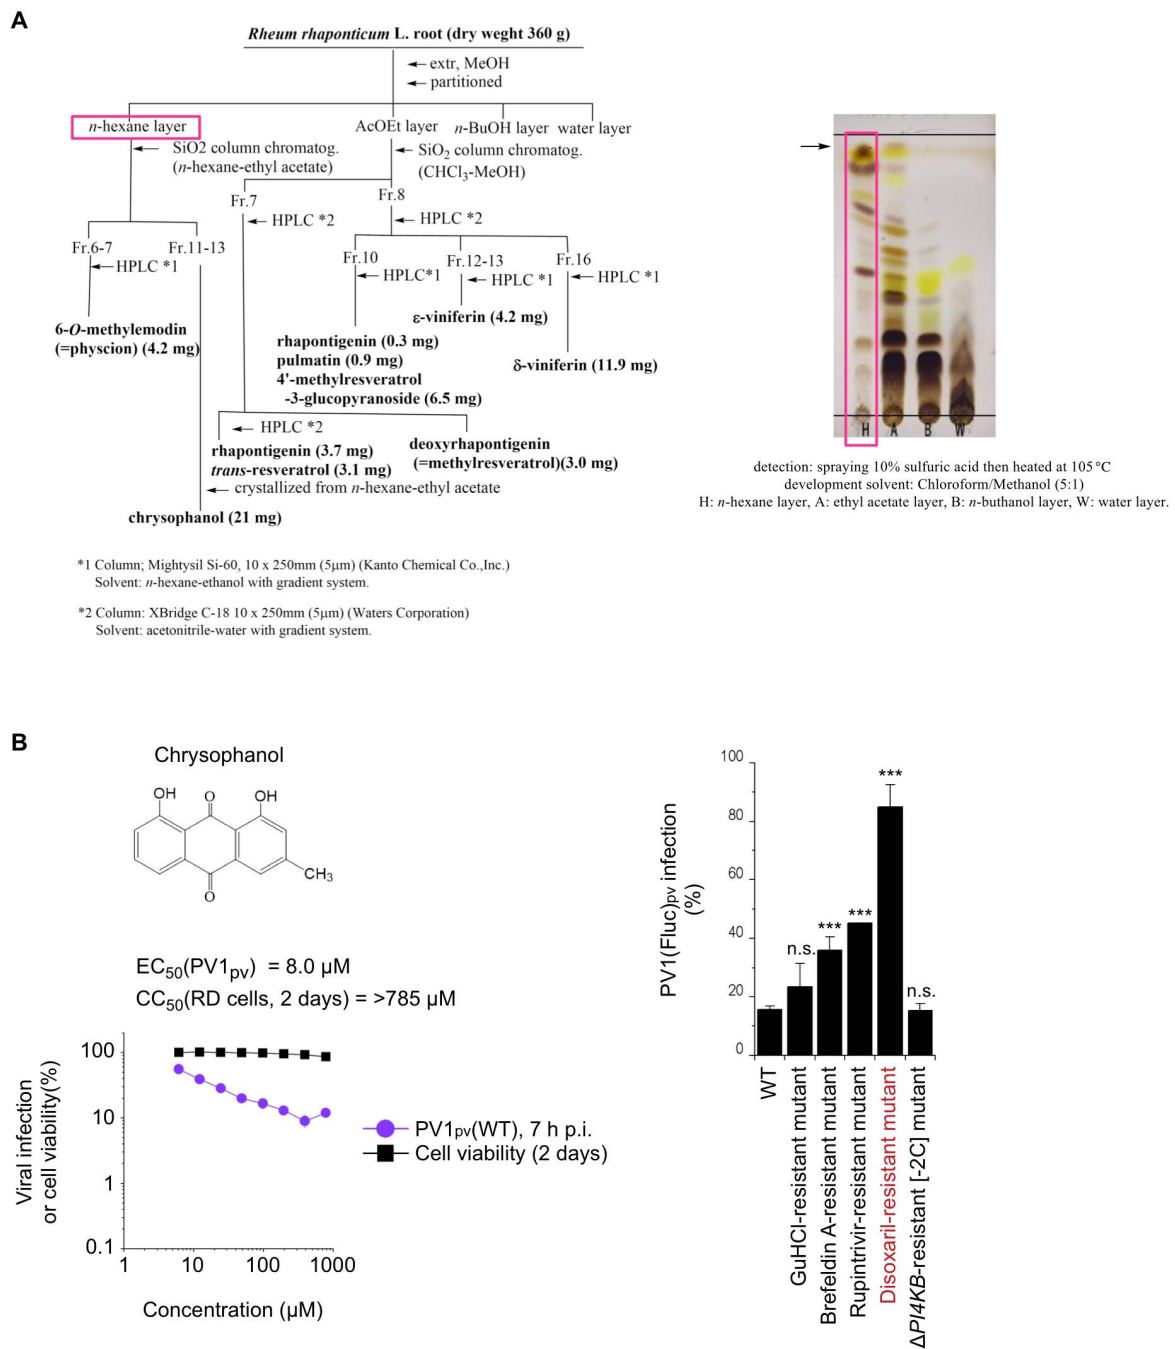 A
Rheum rhaponticum L. root (dry weght 360 g)
extr, MeOH
partitioned
n-hexane layer
AcOEt layer
n-BuOH layer
water layer
SiO2 column chromatog.
(n-hexane-ethyl acetate)
SiO2 column chromatog.
(CHCl3-MeOH)
Fr.7
Fr.8
HPLC *2
HPLC *2
Fr.6-7
Fr.11-13
HPLC *1
Fr.10
Fr.12-13
Fr.16
HPLC*1
HPLC *1
HPLC *1
6-O-methylemodin
(=physcion) (4.2 mg)
ε-viniferin (4.2 mg)
rhapontigenin (0.3 mg)
pulmatin (0.9 mg)
4'-methylresveratrol
-3-glucopyranoside (6.5 mg)
δ-viniferin (11.9 mg)
HPLC *2
rhapontigenin (3.7 mg)
trans-resveratrol (3.1 mg)
deoxyrhapontigenin
(=methylresveratrol)(3.0 mg)
crystallized from n-hexane-ethyl acetate
chrysophanol (21 mg)
*1 Column; Mightysil Si-60, 10 x 250mm (5μm) (Kanto Chemical Co.,Inc.)
Solvent: n-hexane-ethanol with gradient system.
*2 Column: XBridge C-18 10 x 250mm (5μm) (Waters Corporation)
Solvent: acetonitrile-water with gradient system.
H A B W
detection: spraying 10% sulfuric acid then heated at 105 °C
development solvent: Chloroform/Methanol (5:1)
H: n-hexane layer, A: ethyl acetate layer, B: n-buthanol layer, W: water layer.
B
Chrysophanol
OH
O
OH
CH3
O
EC50(PV1pv) = 8.0 μM
CC50(RD cells, 2 days) = >785 μM
Viral infection
or cell viability(%)
100
10
1
0.1
1
10
100
1000
Concentration (μM)
PV1pv(WT), 7 h p.i.
Cell viability (2 days)
PV1(Fluc)pv infection
(%)
100
80
60
40
20
0
n.s.
***
***
***
n.s.
WT
GuHCl-resistant mutant
Brefeldin A-resistant mutant
Rupintrivir-resistant mutant
Disoxaril-resistant mutant
ΔPI4KB-resistant [-2C] mutant